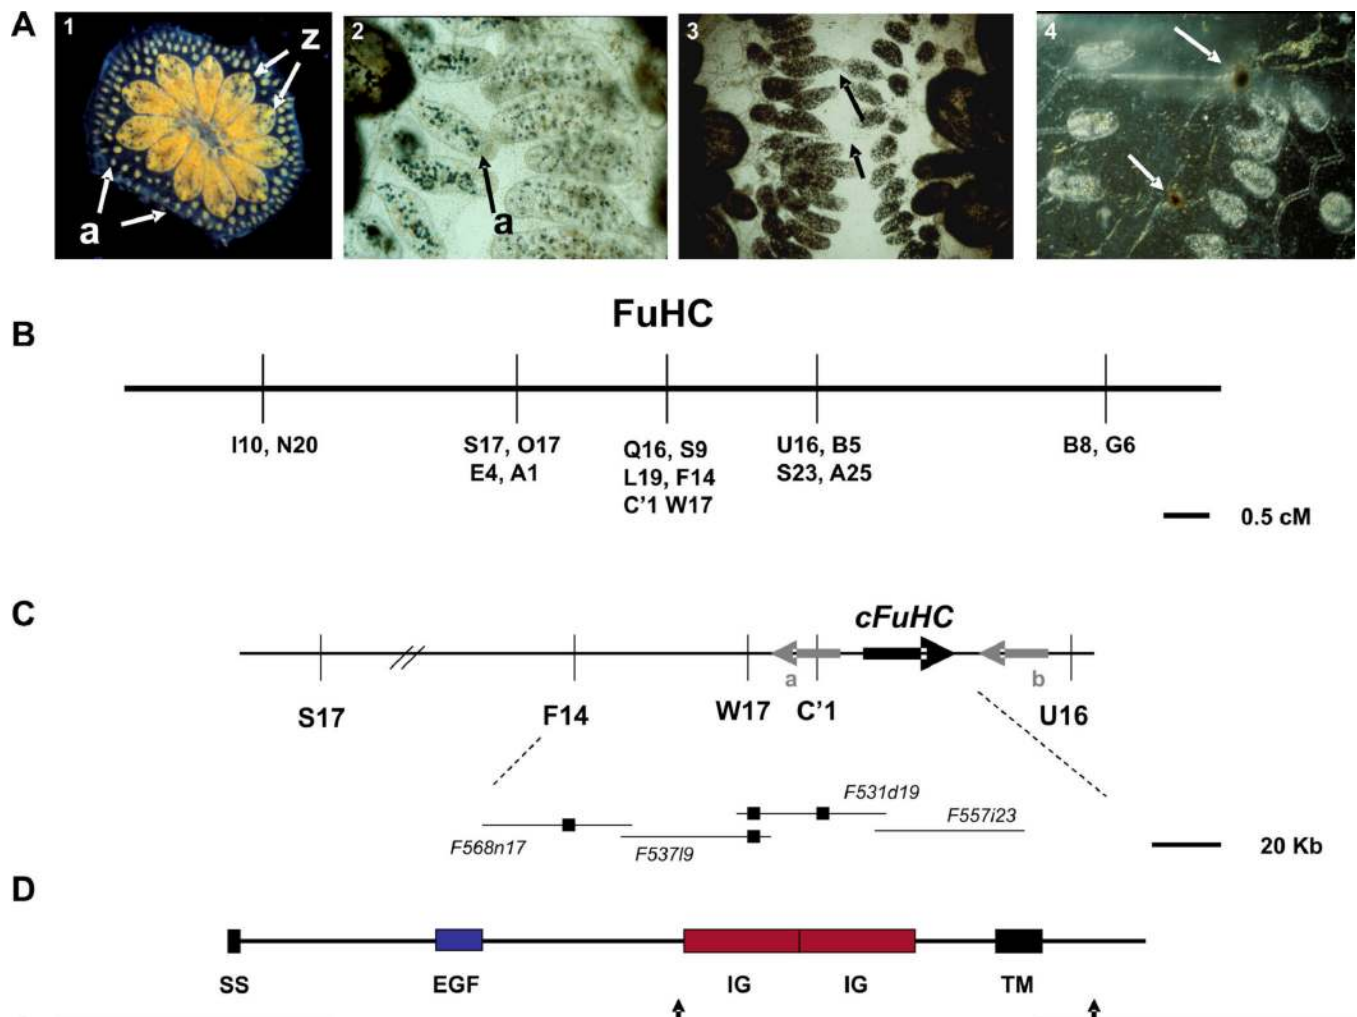 A
1
z
a
2
a
3
4
FuHC
B
I10, N20
S17, O17
E4, A1
Q16, S9
L19, F14
C'1 W17
U16, B5
S23, A25
B8, G6
0.5 cM
C
cFuHC
a
b
S17
F14
W17
C'1
U16
F531d19
F557i23
F568n17
F537l9
20 Kb
D
SS
EGF
IG
IG
TM